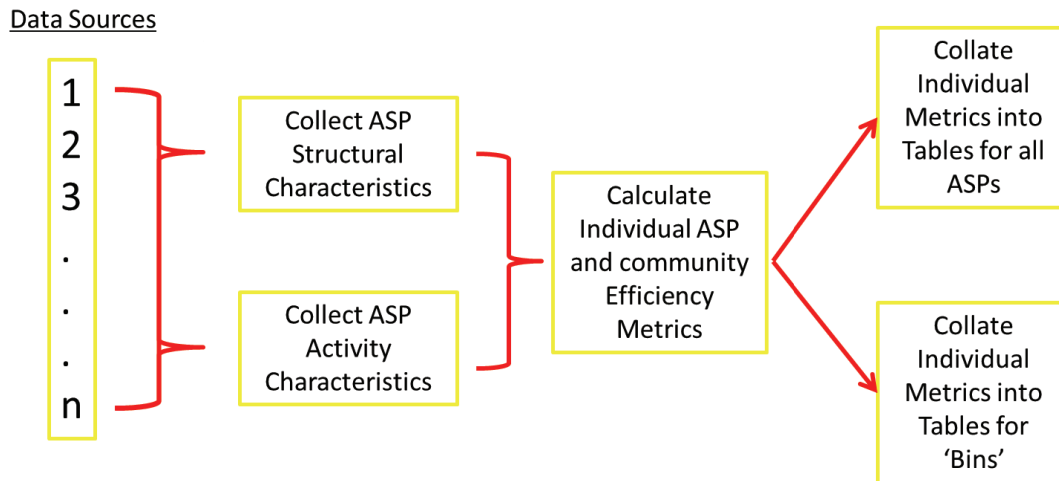 Data Sources
1
2
3
.
.
.
n
Collect ASP
Structural
Characteristics
Collect ASP
Activity
Characteristics
Calculate
Individual ASP
and community
Efficiency
Metrics
Collate
Individual
Metrics into
Tables for all
ASPs
Collate
Individual
Metrics into
Tables for
‘Bins’